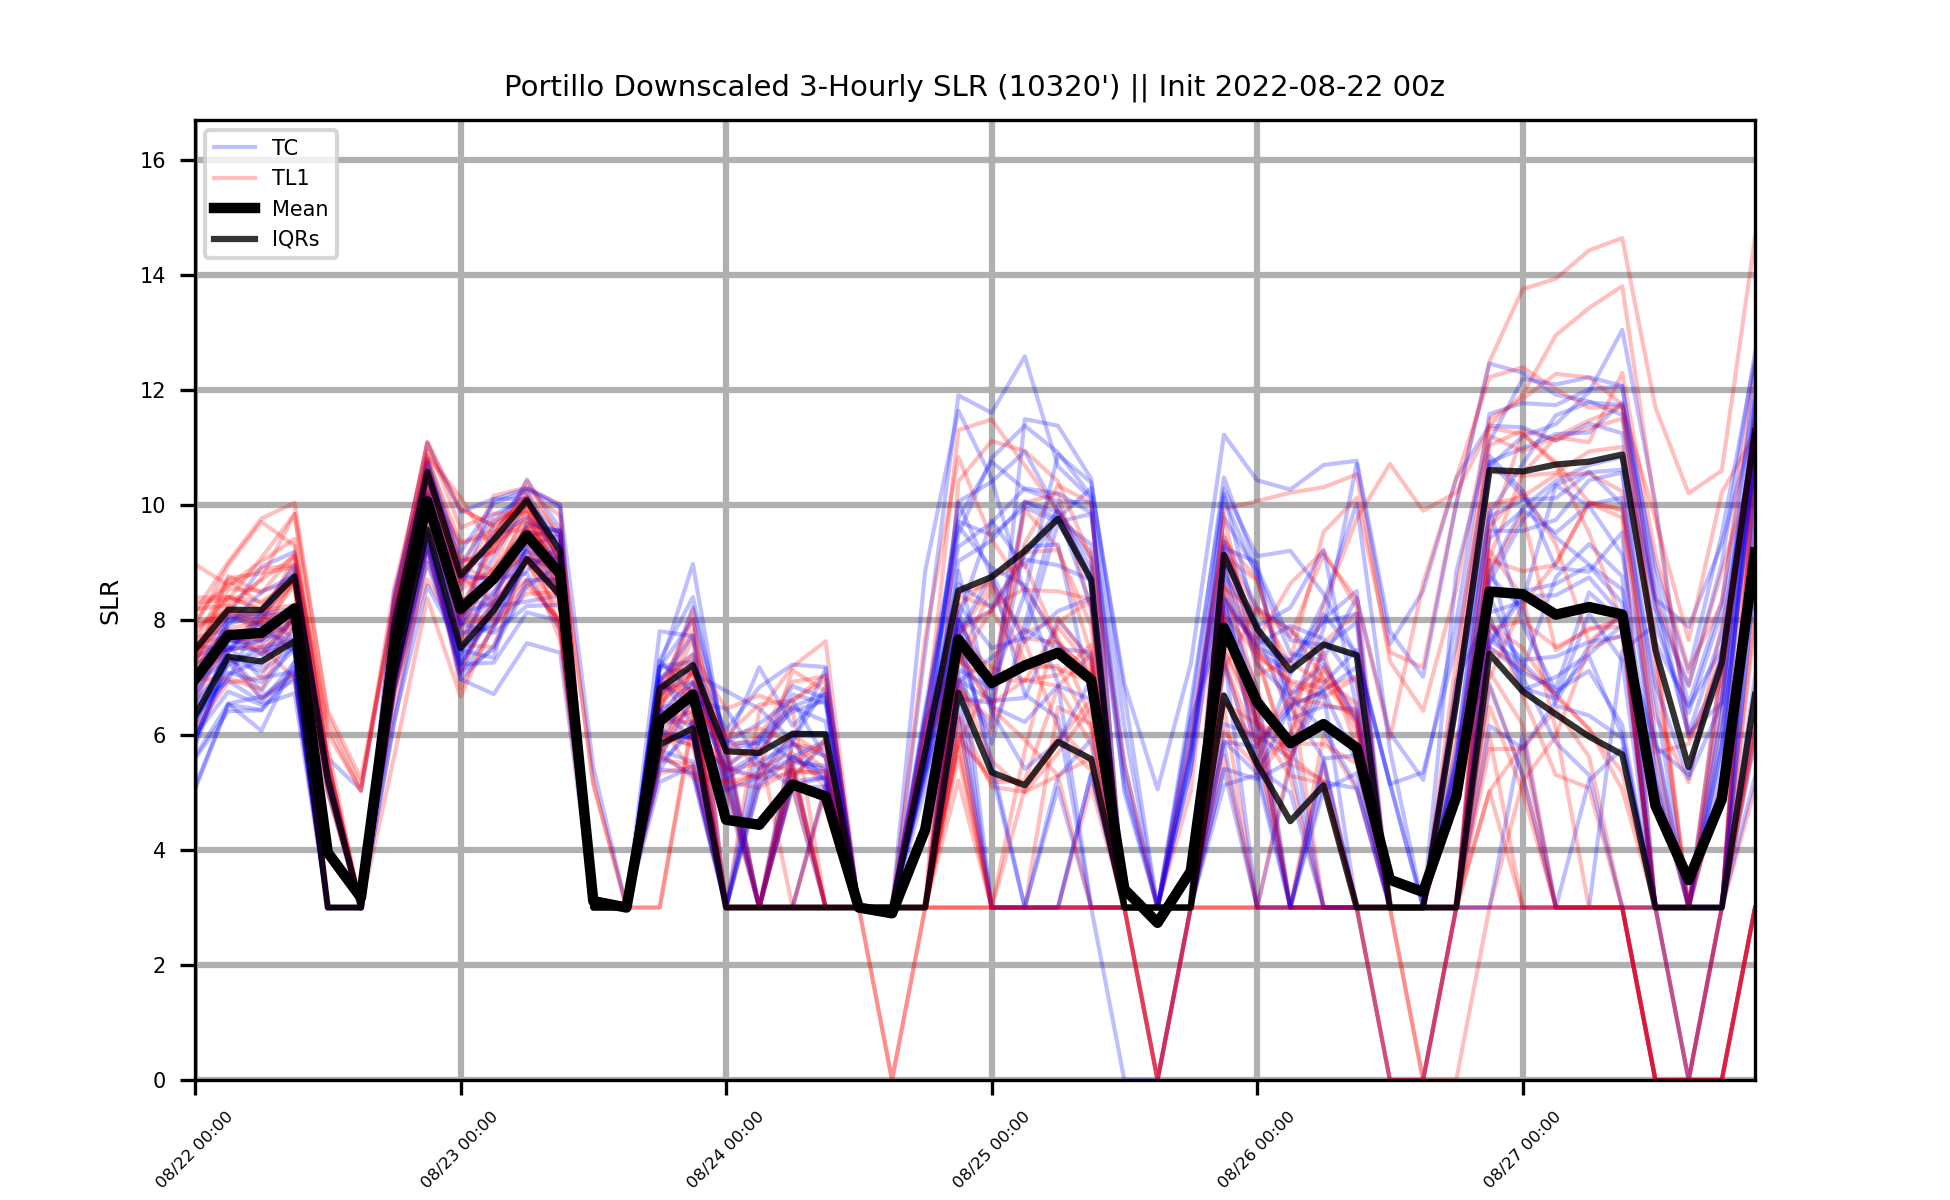 Portillo Downscaled 3-Hourly SLR (10320') || Init 2022-08-22 00z
TC
TL1
Mean
IQRs
SLR
16
14
12
10
8
6
4
2
0
08/22 00:00
08/23 00:00
08/24 00:00
08/25 00:00
08/26 00:00
08/27 00:00